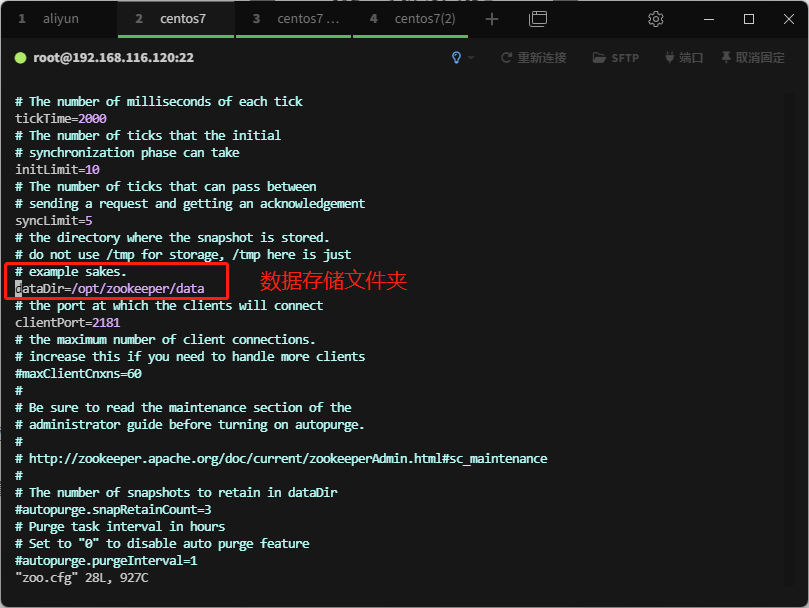 1 aliyun 2 centos7 3 centos7 ... 4 centos7(2)
root@192.168.116.120:22 重新连接 SFTP 端口 取消固定
# The number of milliseconds of each tick
tickTime=2000
# The number of ticks that the initial
# synchronization phase can take
initLimit=10
# The number of ticks that can pass between
# sending a request and getting an acknowledgement
syncLimit=5
# the directory where the snapshot is stored.
# do not use /tmp for storage, /tmp here is just
# example sakes.
dataDir=/opt/zookeeper/data 数据存储文件夹
# the port at which the clients will connect
clientPort=2181
# the maximum number of client connections.
# increase this if you need to handle more clients
#maxClientCnxns=60
#
# Be sure to read the maintenance section of the
# administrator guide before turning on autopurge.
#
# http://zookeeper.apache.org/doc/current/zookeeperAdmin.html#sc_maintenance
#
# The number of snapshots to retain in dataDir
#autopurge.snapRetainCount=3
# Purge task interval in hours
# Set to "0" to disable auto purge feature
#autopurge.purgeInterval=1
"zoo.cfg" 28L, 927C